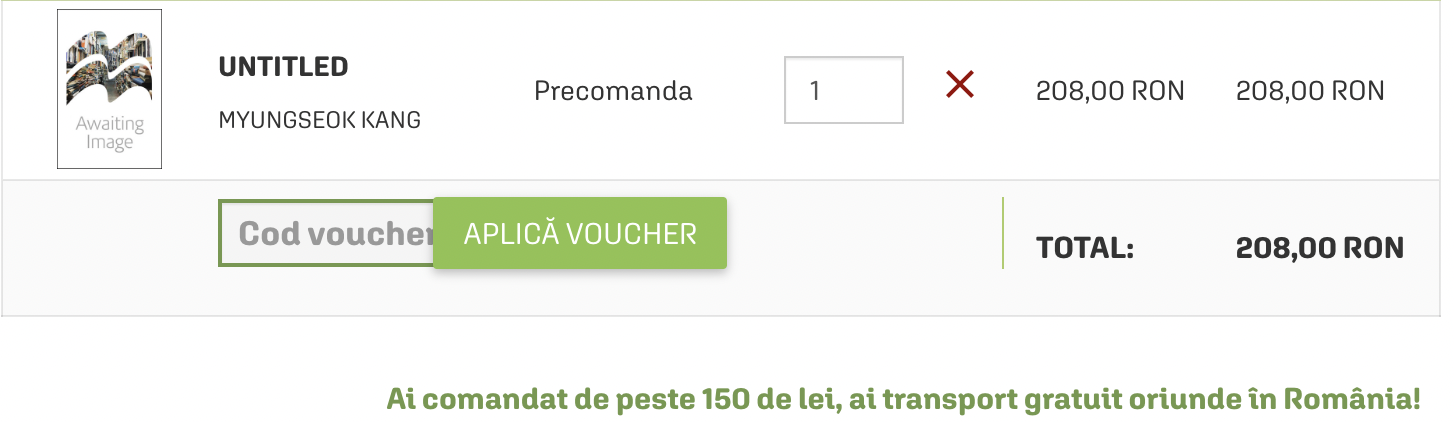 Awaiting
Image
UNTITLED
MYUNGSEOK KANG
Precomanda
1
208,00 RON
208,00 RON
Cod voucher
APLICĂ VOUCHER
TOTAL:
208,00 RON
Ai comandat de peste 150 de lei, ai transport gratuit oriunde în România!